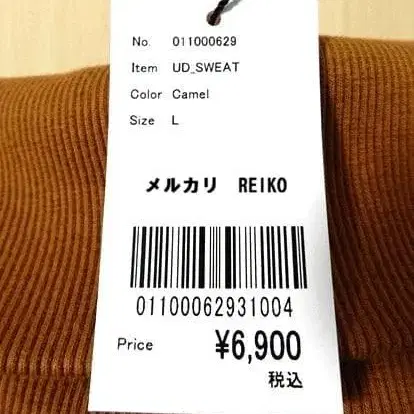 No. 011000629
Item UD_SWEAT
Color Camel
Size L
メルカリ REIKO
01100062931004
Price ¥6,900
税込